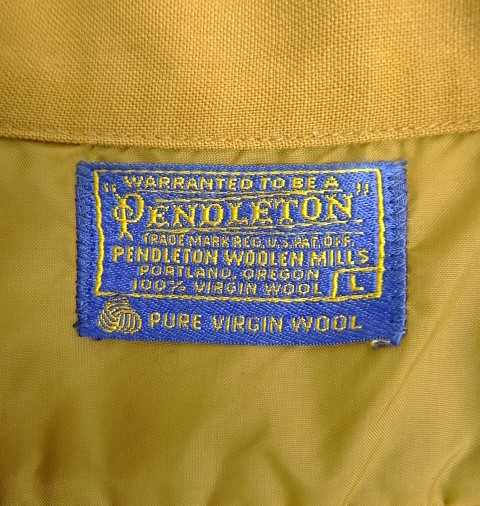 "WARRANTED TO BE A
PENDLETON"
TRADE MARK REG. U.S. PAT. OFF.
PENDLETON WOOLEN MILLS
PORTLAND, OREGON
100% VIRGIN WOOL L
PURE VIRGIN WOOL